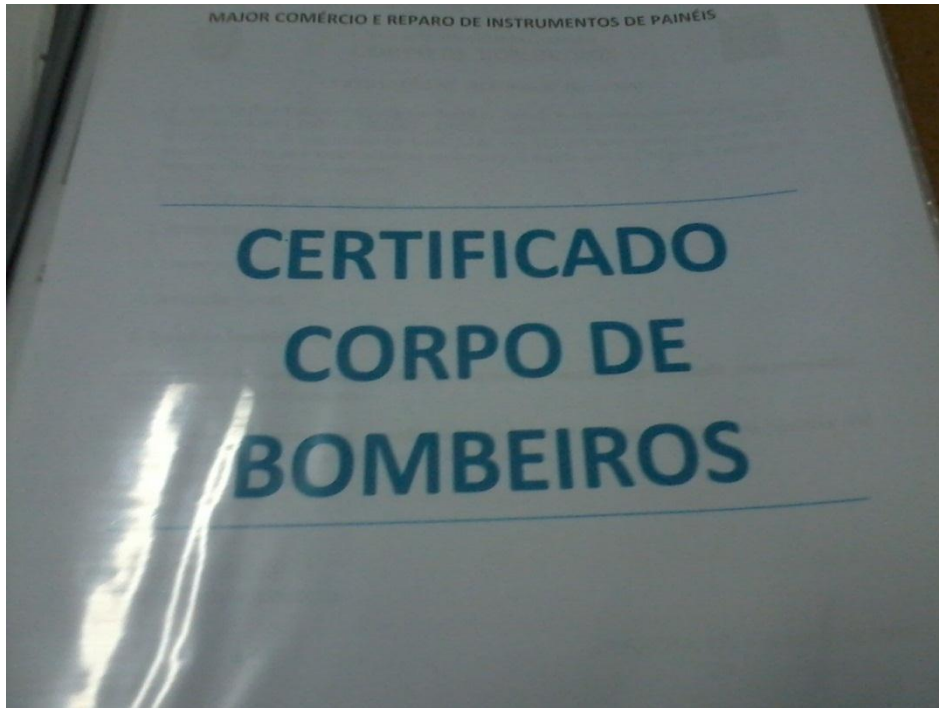 MAJOR COMÉRCIO E REPARO DE INSTRUMENTOS DE PAINÉIS
CERTIFICADO
CORPO DE
BOMBEIROS